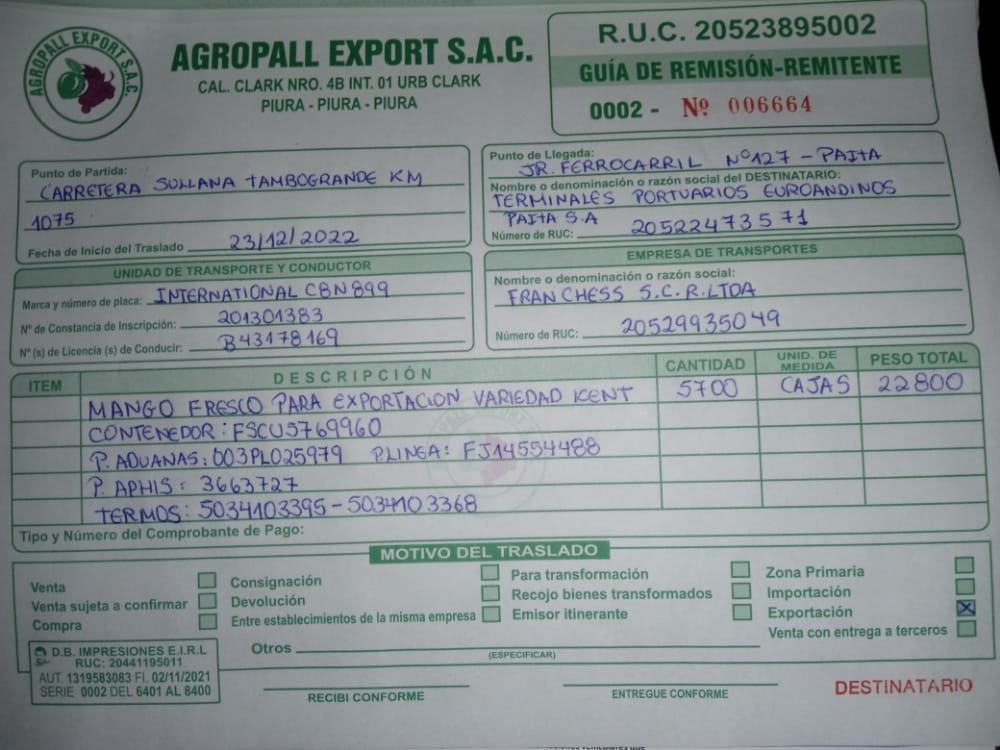 AGROPALL EXPORT S.A.C.
AGROPALL EXPORT S.A.C.
CAL. CLARK NRO. 4B INT. 01 URB CLARK
PIURA - PIURA - PIURA
R.U.C. 20523895002
GUÍA DE REMISIÓN-REMITENTE
0002 - Nº 006664
Punto de Partida:
CARRETERA SULLANA TAMBOGRANDE KM
1075
Fecha de Inicio del Traslado 23/12/2022
Punto de Llegada:
JR. FERROCARRIL Nº127 - PAITA
Nombre o denominación o razón social del DESTINATARIO:
TERMINALES PORTUARIOS EUROANDINOS
PAITA S.A
Número de RUC: 20522473571
UNIDAD DE TRANSPORTE Y CONDUCTOR
Marca y número de placa: INTERNATIONAL CBN899
Nº de Constancia de Inscripción: 201301383
Nº (s) de Licencia (s) de Conducir: B43178169
EMPRESA DE TRANSPORTES
Nombre o denominación o razón social:
FRANCHESS S.C.R.LTDA
Número de RUC: 20529935049
ITEM DESCRIPCIÓN CANTIDAD UNID. DE MEDIDA PESO TOTAL
MANGO FRESCO PARA EXPORTACION VARIEDAD KENT 5700 CAJAS 22800
CONTENEDOR: FSCU5769960
P. ADUANAS: 003PL025979 P.LINEA: FJ14554488
P. APHIS: 3663727
TERMOS: 5034103395-5034103368
Tipo y Número del Comprobante de Pago:
MOTIVO DEL TRASLADO
Venta
Venta sujeta a confirmar
Compra
Consignación
Devolución
Entre establecimientos de la misma empresa
Para transformación
Recojo bienes transformados
Emisor itinerante
Zona Primaria
Importación
Exportación X
Venta con entrega a terceros
Otros
(ESPECIFICAR)
D.B. IMPRESIONES E.I.R.L
RUC: 20441195011
AUT. 1319583083 FI. 02/11/2021
SERIE 0002 DEL 6401 AL 8400
RECIBI CONFORME
ENTREGUE CONFORME
DESTINATARIO